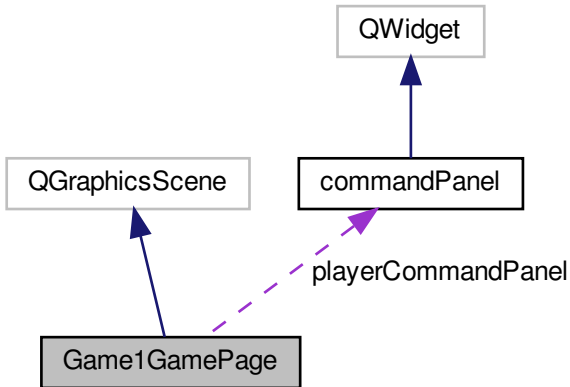 QWidget
QGraphicsScene
commandPanel
playerCommandPanel
Game1GamePage